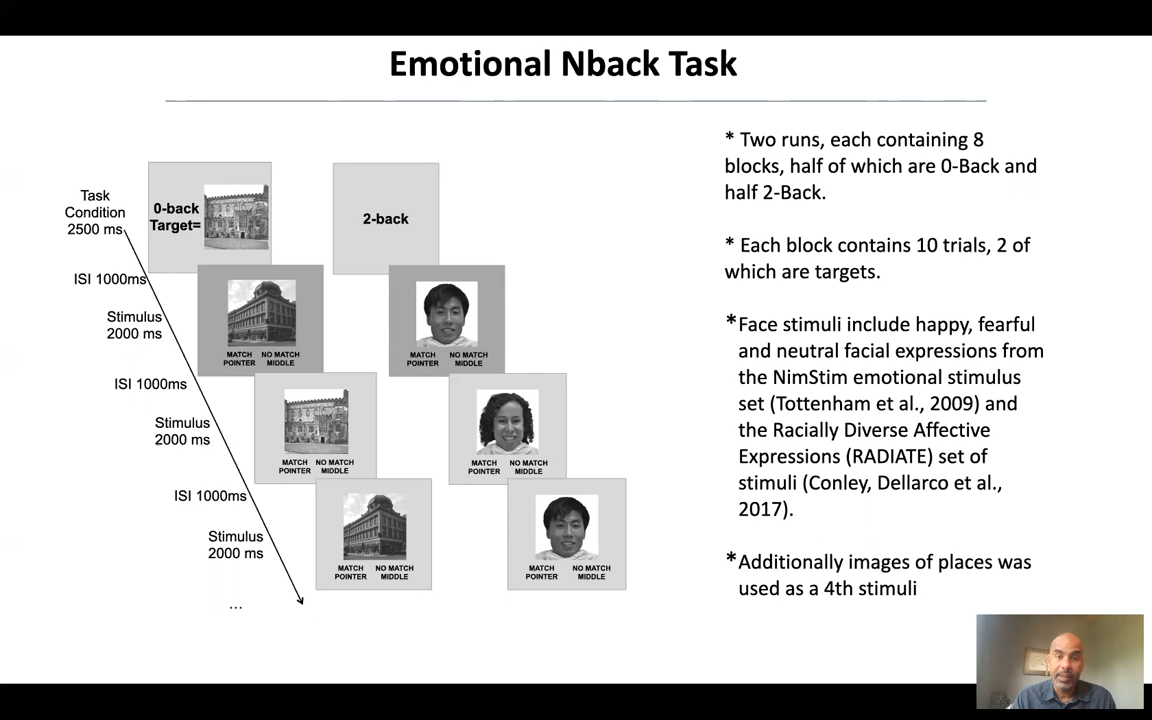 Emotional Nback Task
Task
Condition
2500 ms
0-back
Target=
2-back
ISI 1000ms
Stimulus
2000 ms
MATCH NO MATCH
POINTER MIDDLE
MATCH NO MATCH
POINTER MIDDLE
ISI 1000ms
Stimulus
2000 ms
MATCH NO MATCH
POINTER MIDDLE
MATCH NO MATCH
POINTER MIDDLE
ISI 1000ms
Stimulus
2000 ms
MATCH NO MATCH
POINTER MIDDLE
MATCH NO MATCH
POINTER MIDDLE
...
* Two runs, each containing 8
blocks, half of which are 0-Back and
half 2-Back.
* Each block contains 10 trials, 2 of
which are targets.
*Face stimuli include happy, fearful
and neutral facial expressions from
the NimStim emotional stimulus
set (Tottenham et al., 2009) and
the Racially Diverse Affective
Expressions (RADIATE) set of
stimuli (Conley, Dellarco et al.,
2017).
*Additionally images of places was
used as a 4th stimuli